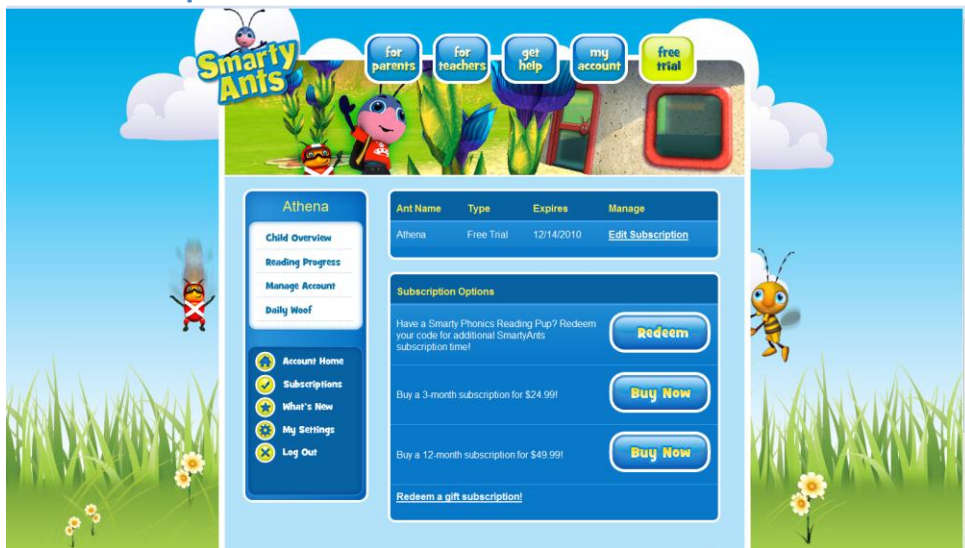 Smarty
Ants
for
parents
for
teachers
get
help
my
account
free
trial
Athena
Child Overview
Reading Progress
Manage Account
Daily Woof
Account Home
Subscriptions
What's New
My Settings
Log Out
Ant Name Type Expires Manage
Athena Free Trial 12/14/2010 Edit Subscription
Subscription Options
Have a Smarty Phonics Reading Pup? Redeem
your code for additional SmartyAnts
subscription time!
Redeem
Buy a 3-month subscription for $24.99!
Buy Now
Buy a 12-month subscription for $49.99!
Buy Now
Redeem a gift subscription!